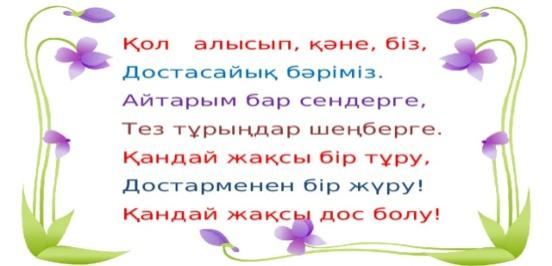 Қол алысып, қәне, біз,
Достасайық бәріміз.
Айтарым бар сендерге,
Тез тұрыңдар шеңберге.
Қандай жақсы бір тұру,
Достарменен бір жүру!
Қандай жақсы дос болу!